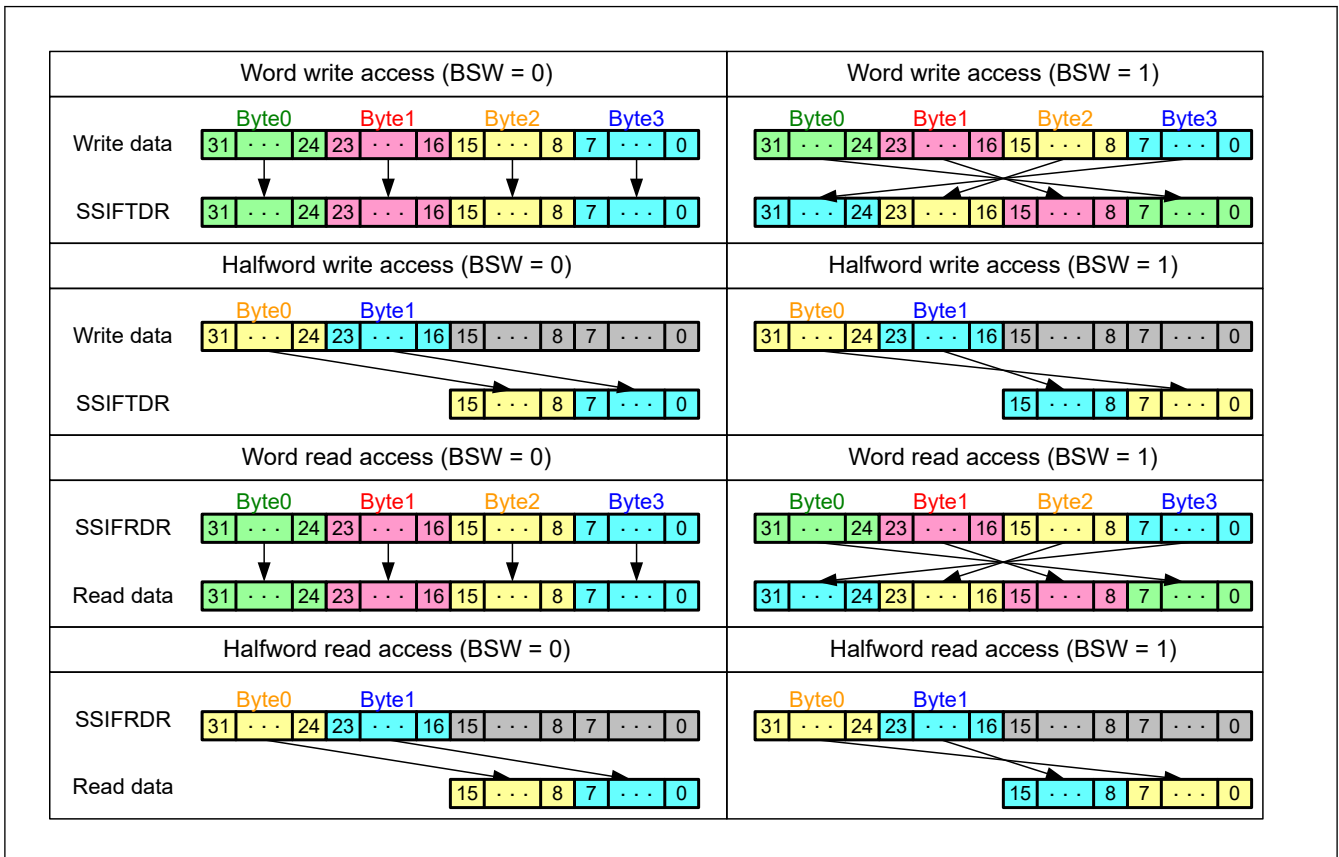 Word write access (BSW = 0) Word write access (BSW = 1)
Byte0 Byte1 Byte2 Byte3 Byte0 Byte1 Byte2 Byte3
Write data 31 ··· 24 23 ··· 16 15 ··· 8 7 ··· 0 31 ··· 24 23 ··· 16 15 ··· 8 7 ··· 0
SSIFTDR 31 ··· 24 23 ··· 16 15 ··· 8 7 ··· 0 31 ··· 24 23 ··· 16 15 ··· 8 7 ··· 0
Halfword write access (BSW = 0) Halfword write access (BSW = 1)
Byte0 Byte1 Byte0 Byte1
Write data 31 ··· 24 23 ··· 16 15 ··· 8 7 ··· 0 31 ··· 24 23 ··· 16 15 ··· 8 7 ··· 0
SSIFTDR 15 ··· 8 7 ··· 0 15 ··· 8 7 ··· 0
Word read access (BSW = 0) Word read access (BSW = 1)
Byte0 Byte1 Byte2 Byte3 Byte0 Byte1 Byte2 Byte3
SSIFRDR 31 ··· 24 23 ··· 16 15 ··· 8 7 ··· 0 31 ··· 24 23 ··· 16 15 ··· 8 7 ··· 0
Read data 31 ··· 24 23 ··· 16 15 ··· 8 7 ··· 0 31 ··· 24 23 ··· 16 15 ··· 8 7 ··· 0
Halfword read access (BSW = 0) Halfword read access (BSW = 1)
Byte0 Byte1 Byte0 Byte1
SSIFRDR 31 ··· 24 23 ··· 16 15 ··· 8 7 ··· 0 31 ··· 24 23 ··· 16 15 ··· 8 7 ··· 0
Read data 15 ··· 8 7 ··· 0 15 ··· 8 7 ··· 0